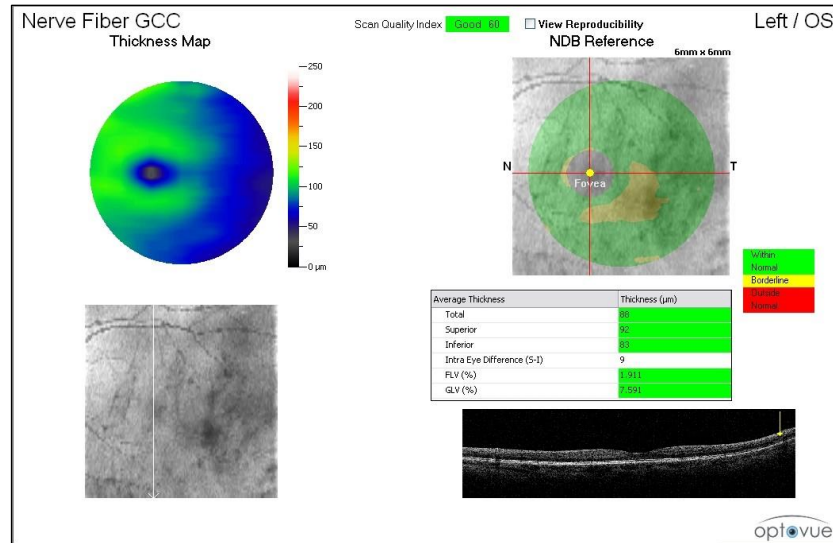 Nerve Fiber GCC
Scan Quality Index Good 60 View Reproducibility
Left / OS
Thickness Map
NDB Reference
6mm x 6mm
250
200
150
100
50
0 µm
N
T
Fovea
Within
Normal
Borderline
Outside
Normal
Average Thickness Thickness (µm)
Total 88
Superior 92
Inferior 83
Intra Eye Difference (S-I) 9
FLV (%) 1.911
GLV (%) 7.591
optovue